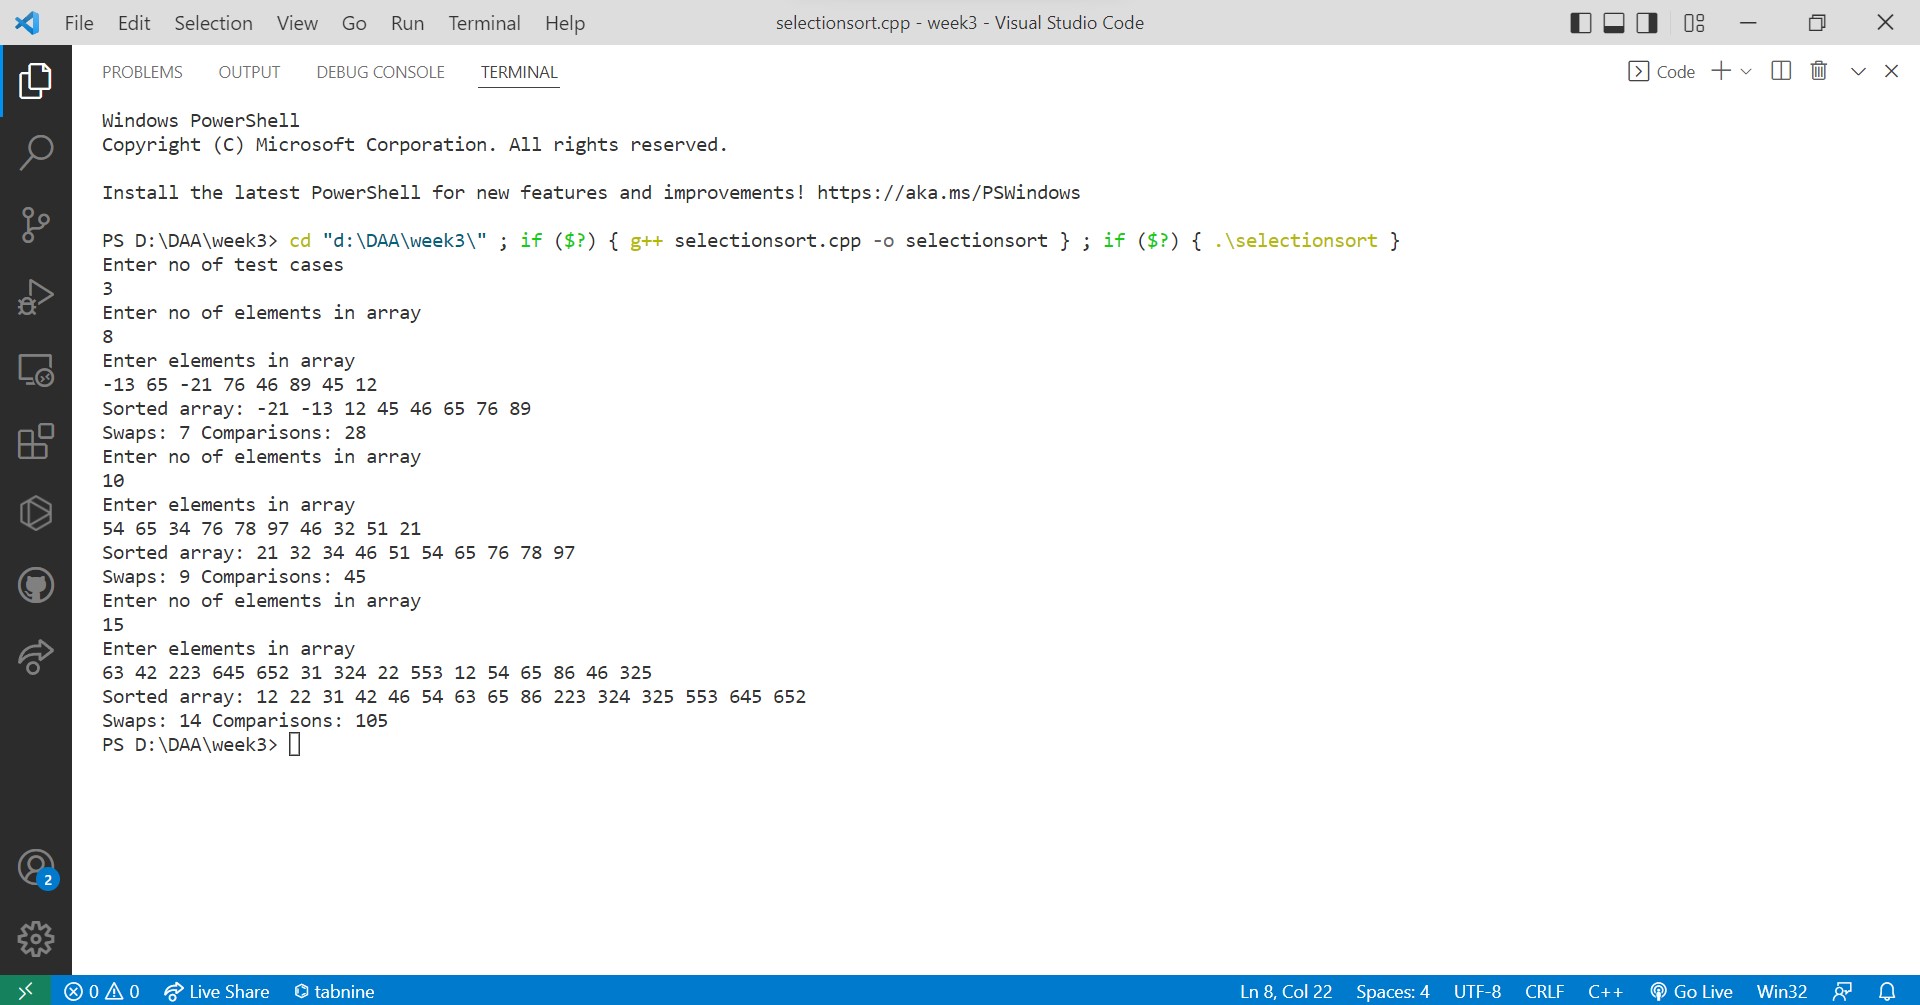 File Edit Selection View Go Run Terminal Help selectionsort.cpp - week3 - Visual Studio Code
PROBLEMS OUTPUT DEBUG CONSOLE TERMINAL Code
Windows PowerShell
Copyright (C) Microsoft Corporation. All rights reserved.
Install the latest PowerShell for new features and improvements! https://aka.ms/PSWindows
PS D:\DAA\week3> cd "d:\DAA\week3\" ; if ($?) { g++ selectionsort.cpp -o selectionsort } ; if ($?) { .\selectionsort }
Enter no of test cases
3
Enter no of elements in array
8
Enter elements in array
-13 65 -21 76 46 89 45 12
Sorted array: -21 -13 12 45 46 65 76 89
Swaps: 7 Comparisons: 28
Enter no of elements in array
10
Enter elements in array
54 65 34 76 78 97 46 32 51 21
Sorted array: 21 32 34 46 51 54 65 76 78 97
Swaps: 9 Comparisons: 45
Enter no of elements in array
15
Enter elements in array
63 42 223 645 652 31 324 22 553 12 54 65 86 46 325
Sorted array: 12 22 31 42 46 54 63 65 86 223 324 325 553 645 652
Swaps: 14 Comparisons: 105
PS D:\DAA\week3>
2
0 0 Live Share tabnine Ln 8, Col 22 Spaces: 4 UTF-8 CRLF C++ Go Live Win32